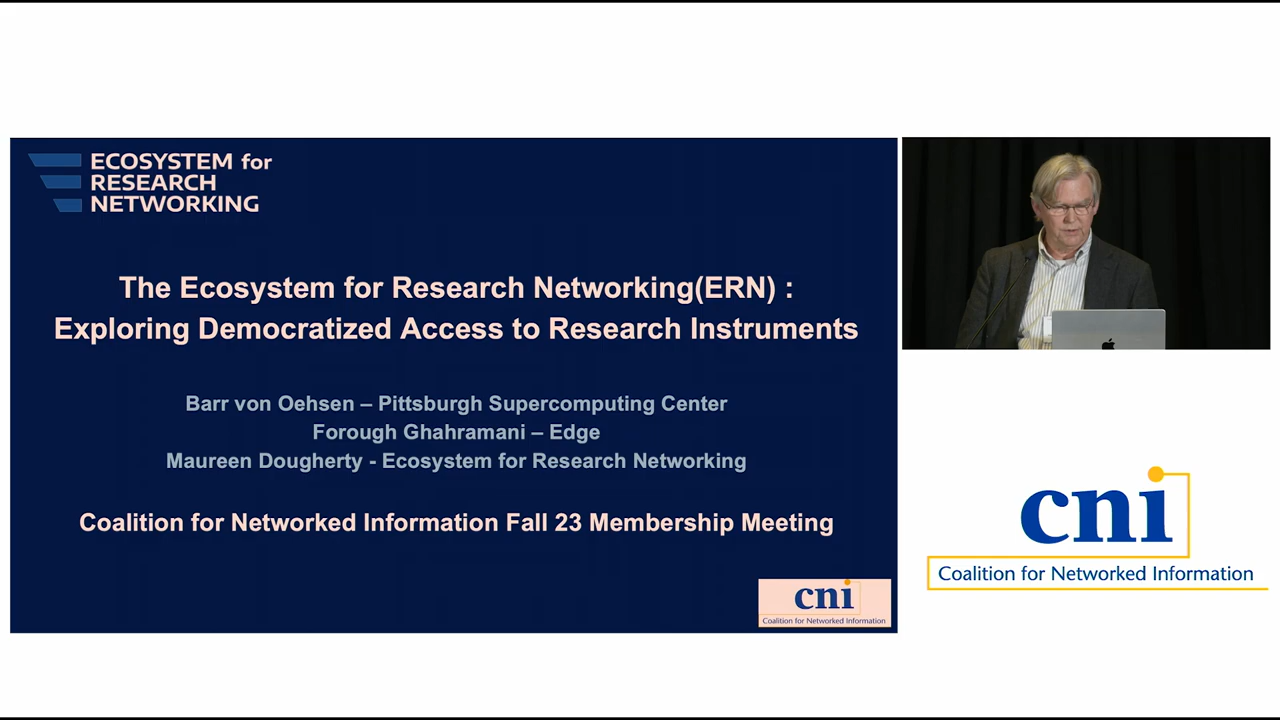 ECOSYSTEM for
RESEARCH
NETWORKING
The Ecosystem for Research Networking(ERN) :
Exploring Democratized Access to Research Instruments
Barr von Oehsen – Pittsburgh Supercomputing Center
Forough Ghahramani – Edge
Maureen Dougherty - Ecosystem for Research Networking
Coalition for Networked Information Fall 23 Membership Meeting
cni
Coalition for Networked Information
cni
Coalition for Networked Information